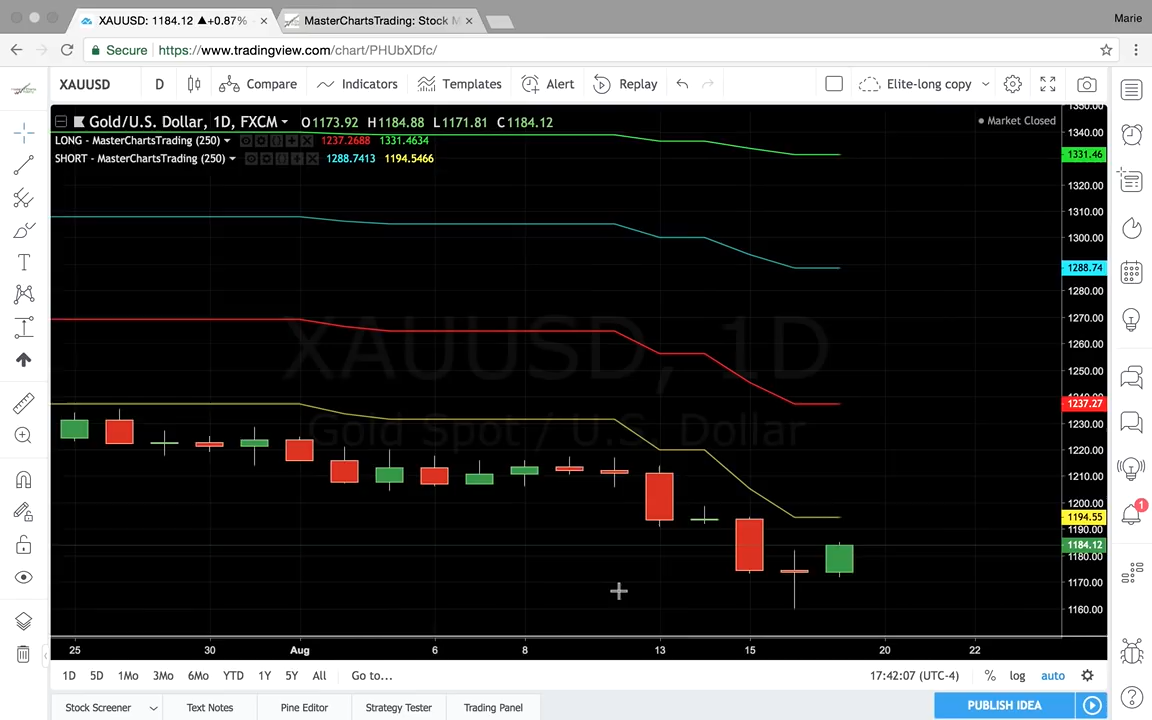 XAUUSD: 1184.12 ▲+0.87%
MasterChartsTrading: Stock M
Marie
Secure
https://www.tradingview.com/chart/PHUbXDfc/
XAUUSD D Compare Indicators Templates Alert Replay Elite-long copy
Gold/U.S. Dollar, 1D, FXCM O1173.92 H1184.88 L1171.81 C1184.12
Market Closed
LONG - MasterChartsTrading (250) 1237.2688 1331.4634
SHORT - MasterChartsTrading (250) 1288.7413 1194.5466
XAUUSD, 1D
Gold Spot / U.S. Dollar
1350.00
1340.00
1331.46
1320.00
1310.00
1300.00
1288.74
1280.00
1270.00
1260.00
1250.00
1240.00
1237.27
1230.00
1220.00
1210.00
1200.00
1194.55
1190.00
1184.12
1180.00
1170.00
1160.00
1
25 30 Aug 6 8 13 15 20 22
1D 5D 1Mo 3Mo 6Mo YTD 1Y 5Y All Go to... 17:42:07 (UTC-4) % log auto
Stock Screener Text Notes Pine Editor Strategy Tester Trading Panel PUBLISH IDEA